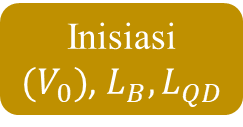 Inisiasi
(V₀), L_B, L_QD